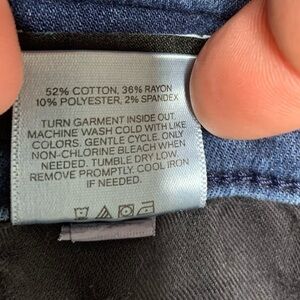 52% COTTON, 36% RAYON
10% POLYESTER, 2% SPANDEX
TURN GARMENT INSIDE OUT.
MACHINE WASH COLD WITH LIKE
COLORS. GENTLE CYCLE. ONLY
NON-CHLORINE BLEACH WHEN
NEEDED. TUMBLE DRY LOW.
REMOVE PROMPTLY. COOL IRON
IF NEEDED.